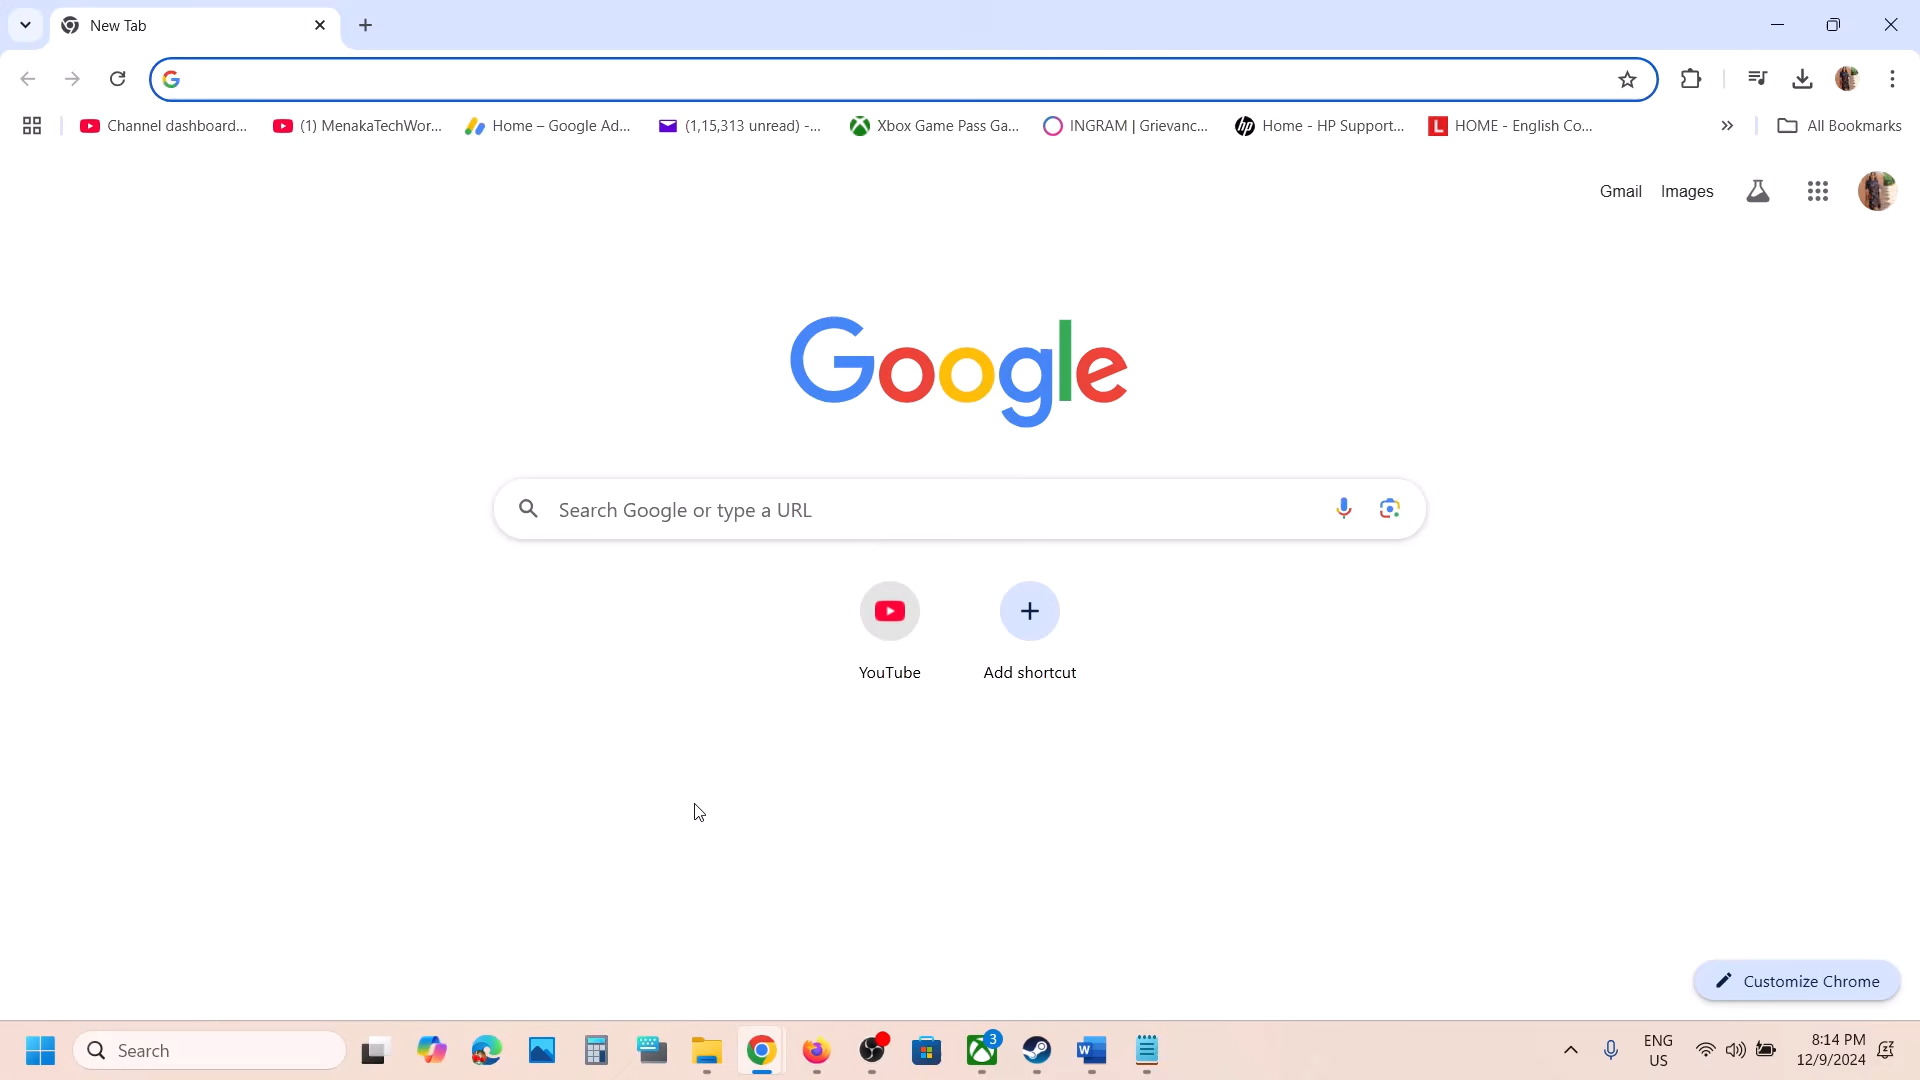 New Tab
Channel dashboard...
(1) MenakaTechWor...
Home – Google Ad...
(1,15,313 unread) -...
Xbox Game Pass Ga...
INGRAM | Grievanc...
Home - HP Support...
HOME - English Co...
All Bookmarks
Gmail
Images
Google
Search Google or type a URL
YouTube
Add shortcut
Customize Chrome
Search
3
ENG
US
8:14 PM
12/9/2024